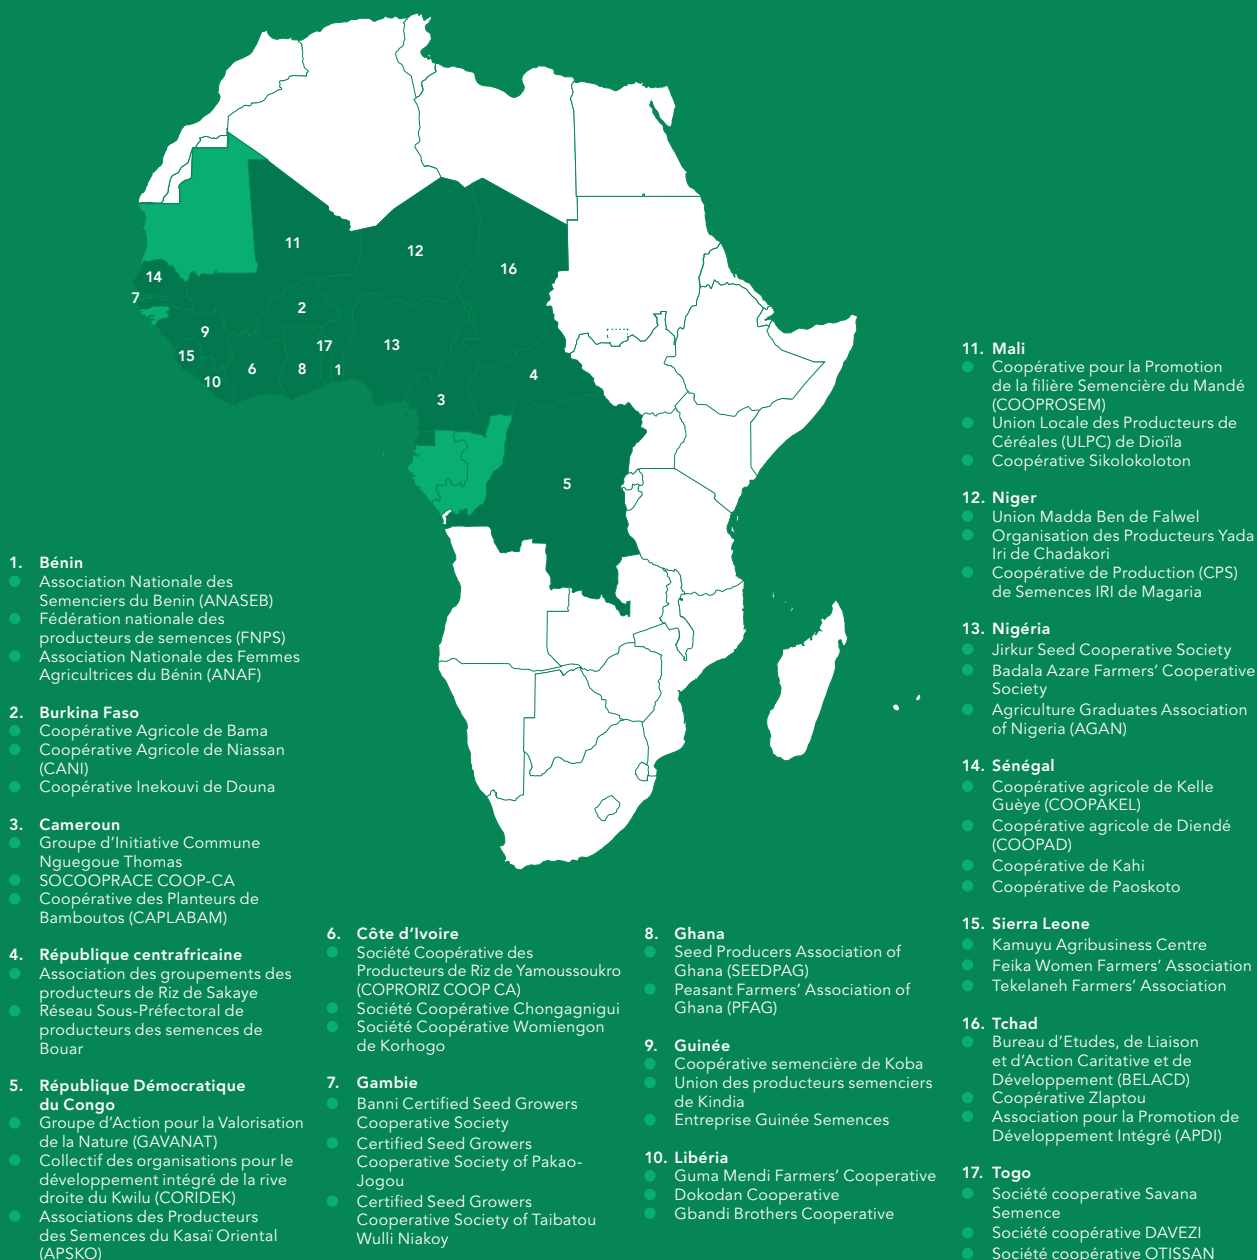 11
12
16
14
7
2
9
17
13
15
6
8
1
10
4
3
5
1. Bénin
Association Nationale des
Semenciers du Benin (ANASEB)
Fédération nationale des
producteurs de semences (FNPS)
Association Nationale des Femmes
Agricultrices du Bénin (ANAF)
2. Burkina Faso
Coopérative Agricole de Bama
Coopérative Agricole de Niassan
(CANI)
Coopérative Inekouvi de Douna
3. Cameroun
Groupe d'Initiative Commune
Nguegoue Thomas
SOCOOPRACE COOP-CA
Coopérative des Planteurs de
Bamboutos (CAPLABAM)
4. République centrafricaine
Association des groupements des
producteurs de Riz de Sakaye
Réseau Sous-Préfectoral de
producteurs des semences de
Bouar
5. République Démocratique
du Congo
Groupe d'Action pour la Valorisation
de la Nature (GAVANAT)
Collectif des organisations pour le
développement intégré de la rive
droite du Kwilu (CORIDEK)
Associations des Producteurs
des Semences du Kasaï Oriental
(APSKO)
6. Côte d'Ivoire
Société Coopérative des
Producteurs de Riz de Yamoussoukro
(COPRORIZ COOP CA)
Société Coopérative Chongagnigui
Société Coopérative Womiengon
de Korhogo
7. Gambie
Banni Certified Seed Growers
Cooperative Society
Certified Seed Growers
Cooperative Society of Pakao-
Jogou
Certified Seed Growers
Cooperative Society of Taibatou
Wulli Niakoy
8. Ghana
Seed Producers Association of
Ghana (SEEDPAG)
Peasant Farmers' Association of
Ghana (PFAG)
9. Guinée
Coopérative semencière de Koba
Union des producteurs semenciers
de Kindia
Entreprise Guinée Semences
10. Libéria
Guma Mendi Farmers' Cooperative
Dokodan Cooperative
Gbandi Brothers Cooperative
11. Mali
Coopérative pour la Promotion
de la filière Semencière du Mandé
(COOPROSEM)
Union Locale des Producteurs de
Céréales (ULPC) de Dioïla
Coopérative Sikolokoloton
12. Niger
Union Madda Ben de Falwel
Organisation des Producteurs Yada
Iri de Chadakori
Coopérative de Production (CPS)
de Semences IRI de Magaria
13. Nigéria
Jirkur Seed Cooperative Society
Badala Azare Farmers' Cooperative
Society
Agriculture Graduates Association
of Nigeria (AGAN)
14. Sénégal
Coopérative agricole de Kelle
Guèye (COOPAKEL)
Coopérative agricole de Diendé
(COOPAD)
Coopérative de Kahi
Coopérative de Paoskoto
15. Sierra Leone
Kamuyu Agribusiness Centre
Feika Women Farmers' Association
Tekelaneh Farmers' Association
16. Tchad
Bureau d'Etudes, de Liaison
et d'Action Caritative et de
Développement (BELACD)
Coopérative Zlaptou
Association pour la Promotion de
Développement Intégré (APDI)
17. Togo
Société cooperative Savana
Semence
Société coopérative DAVEZI
Société coopérative OTISSAN